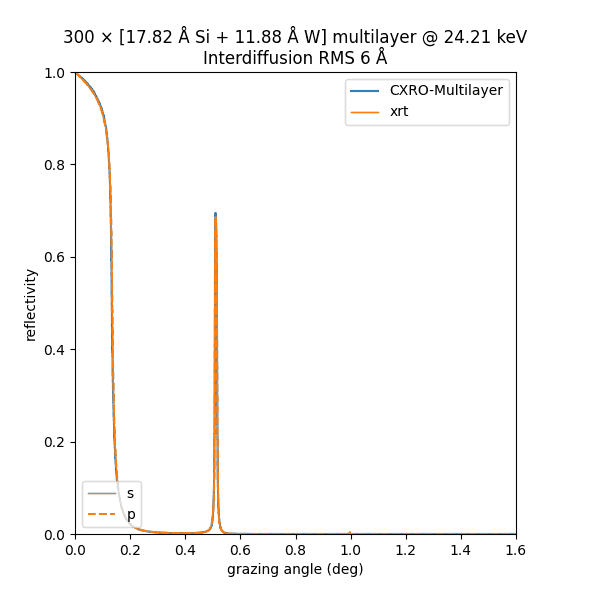 300 × [17.82 Å Si + 11.88 Å W] multilayer @ 24.21 keV
Interdiffusion RMS 6 Å
1.0
0.8
0.6
0.4
0.2
0.0
reflectivity
CXRO-Multilayer
xrt
s
p
0.0 0.2 0.4 0.6 0.8 1.0 1.2 1.4 1.6
grazing angle (deg)